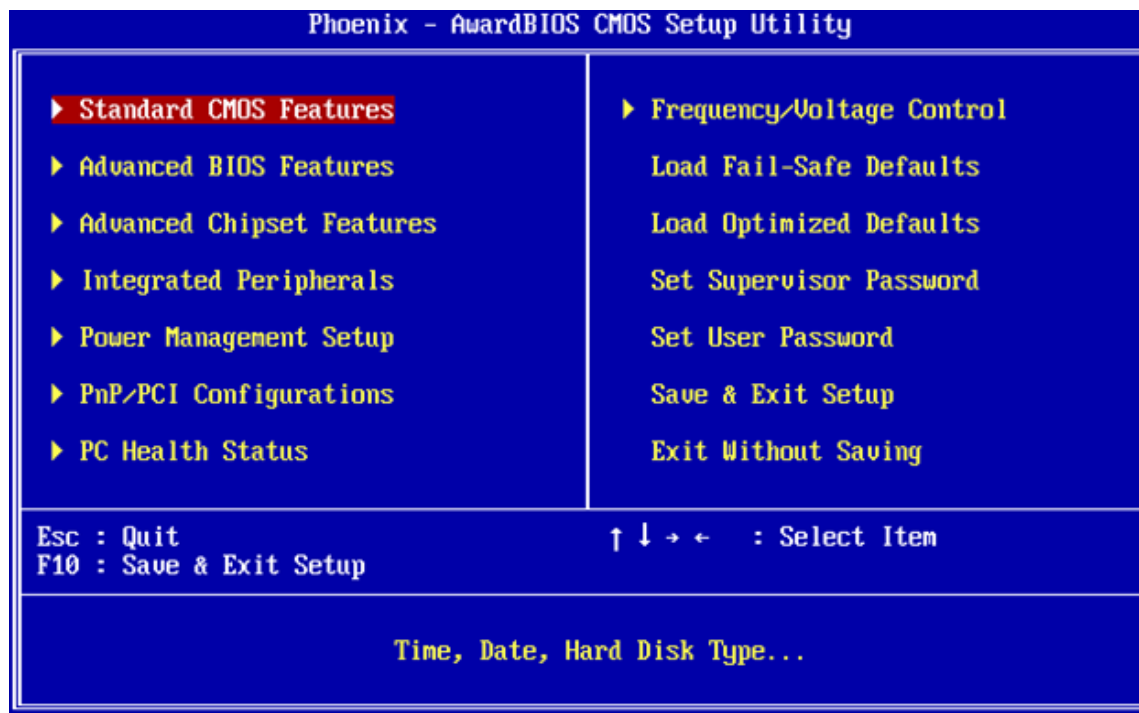 Phoenix - AwardBIOS CMOS Setup Utility
Standard CMOS Features
Advanced BIOS Features
Advanced Chipset Features
Integrated Peripherals
Power Management Setup
PnP/PCI Configurations
PC Health Status
Frequency/Voltage Control
Load Fail-Safe Defaults
Load Optimized Defaults
Set Supervisor Password
Set User Password
Save & Exit Setup
Exit Without Saving
Esc : Quit
F10 : Save & Exit Setup
↑ ↓ → ← : Select Item
Time, Date, Hard Disk Type...